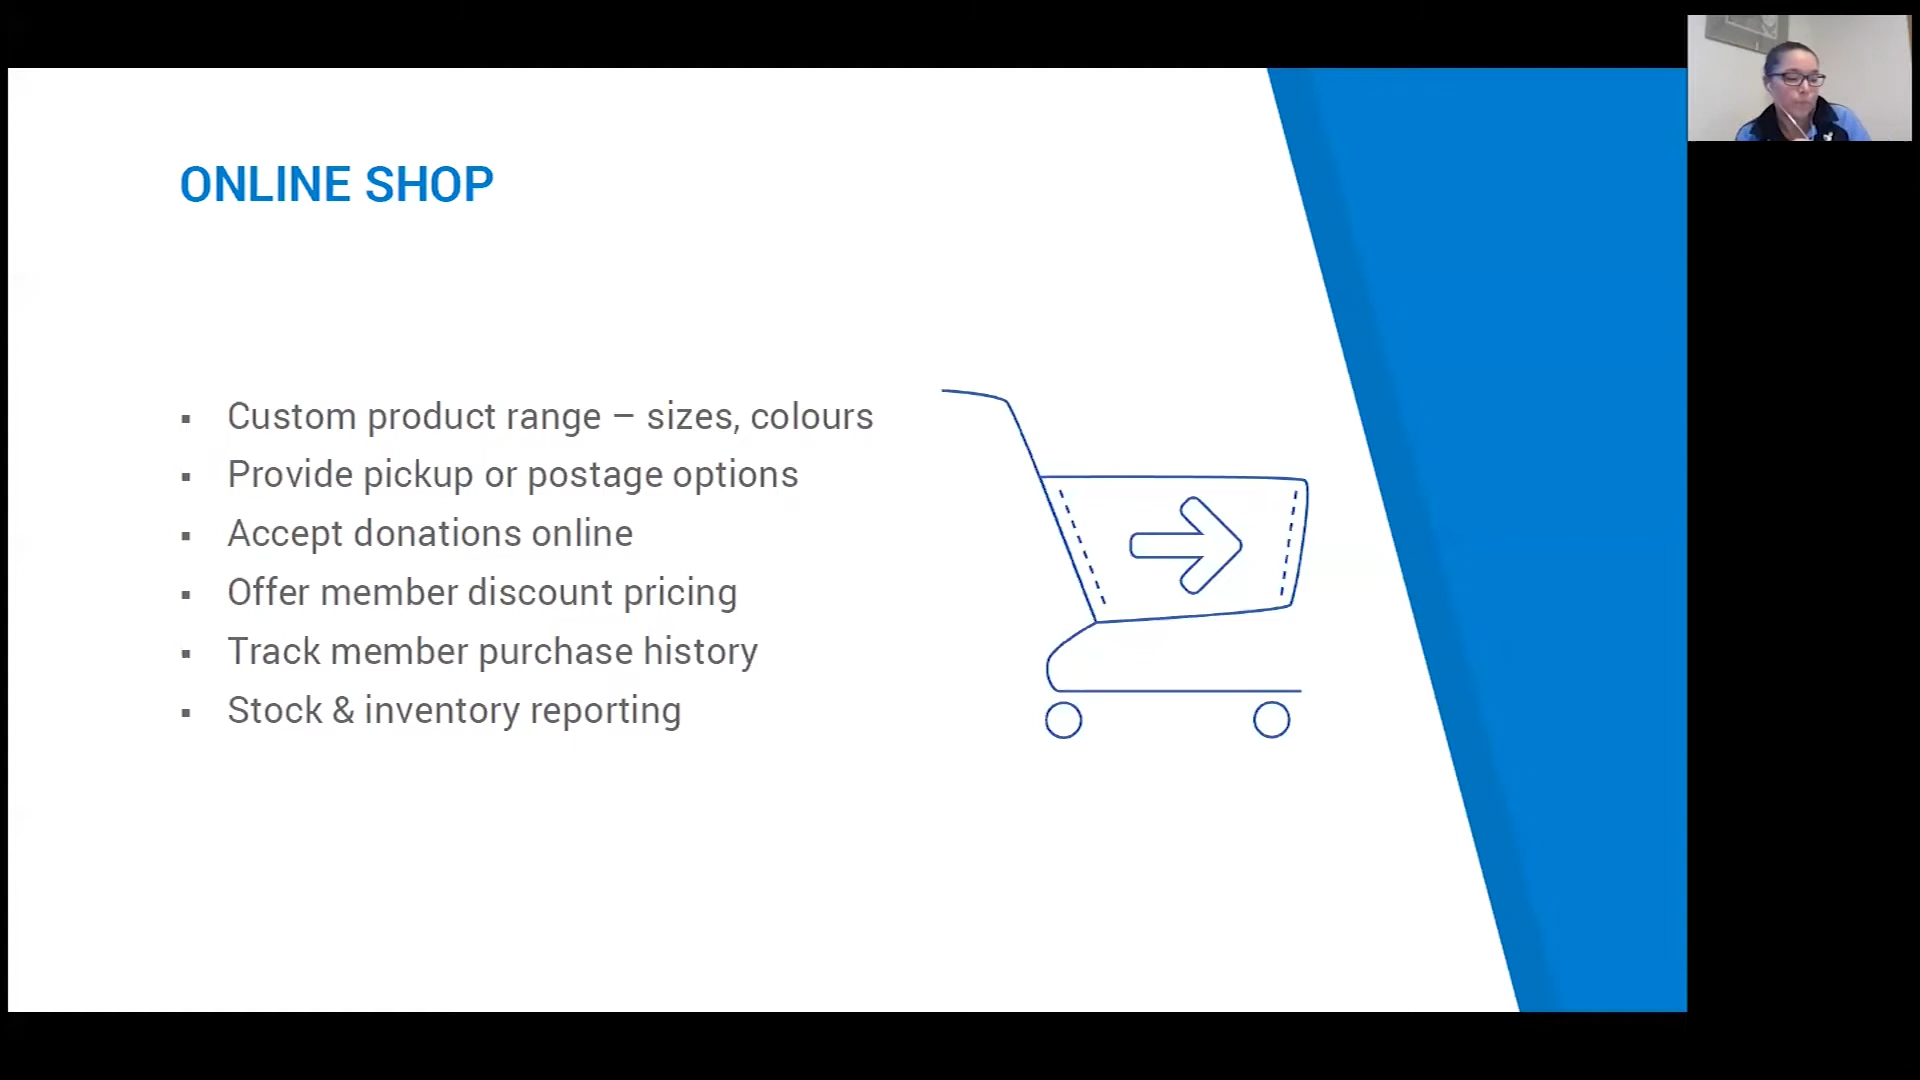 ONLINE SHOP
▪ Custom product range – sizes, colours
▪ Provide pickup or postage options
▪ Accept donations online
▪ Offer member discount pricing
▪ Track member purchase history
▪ Stock & inventory reporting